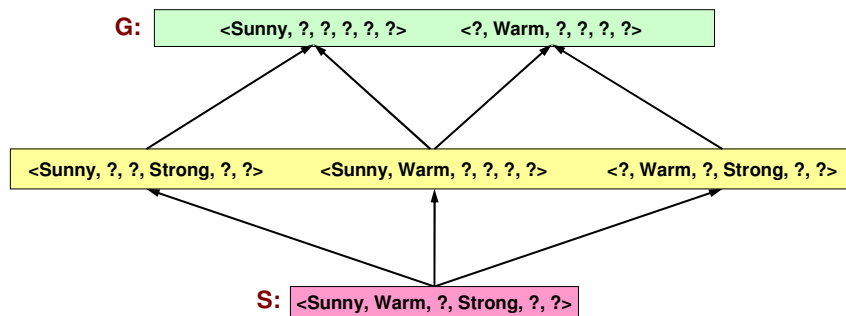 G: <Sunny, ?, ?, ?, ?, ?> <?, Warm, ?, ?, ?, ?>
<Sunny, ?, ?, Strong, ?, ?> <Sunny, Warm, ?, ?, ?, ?> <?, Warm, ?, Strong, ?, ?>
S: <Sunny, Warm, ?, Strong, ?, ?>